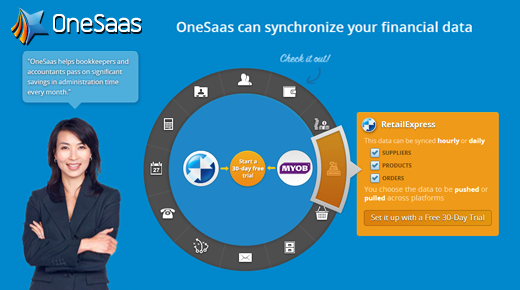 OneSaas
OneSaas can synchronize your financial data
"OneSaas helps bookkeepers and
accountants pass on significant
savings in administration time
every month."
Check it out!
27
Start a
30-day free
trial
MYOB
RetailExpress
This data can be synced hourly or daily
SUPPLIERS
PRODUCTS
ORDERS
You choose the data to be pushed or
pulled across platforms
Set it up with a Free 30-Day Trial